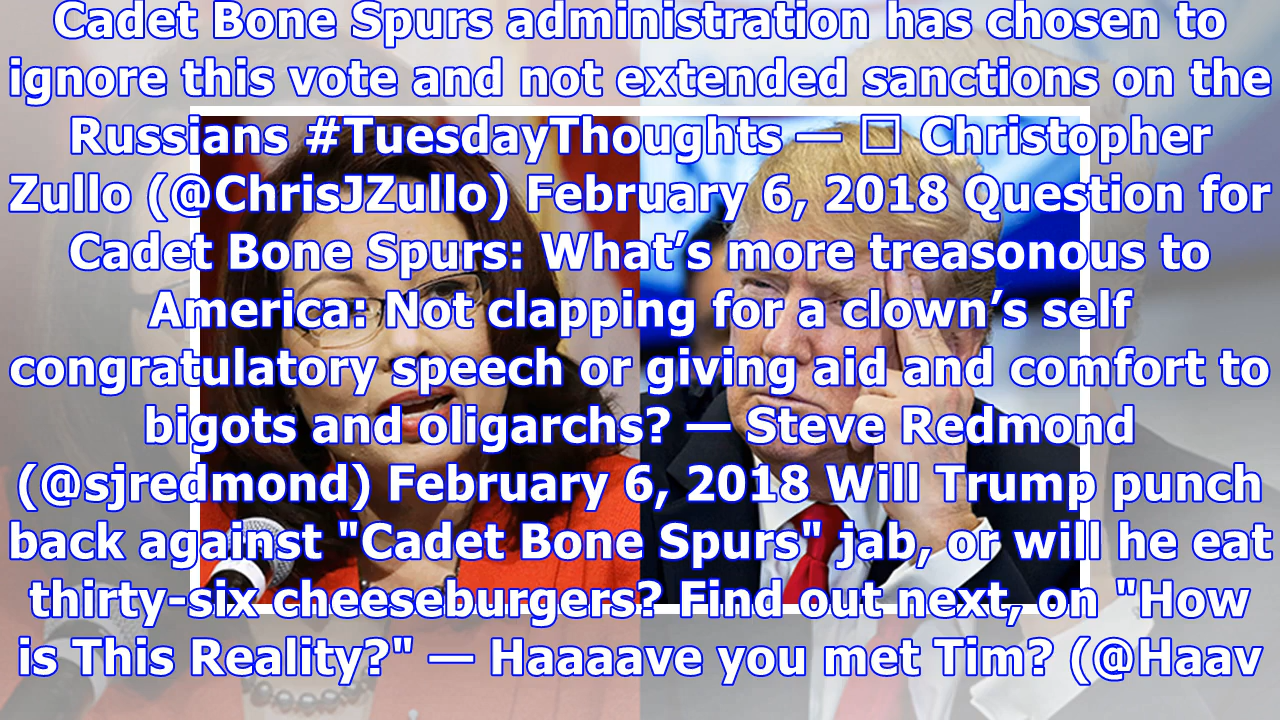 Cadet Bone Spurs administration has chosen to
ignore this vote and not extended sanctions on the
Russians #TuesdayThoughts — □ Christopher
Zullo (@ChrisJZullo) February 6, 2018 Question for
Cadet Bone Spurs: What’s more treasonous to
America: Not clapping for a clown’s self
congratulatory speech or giving aid and comfort to
bigots and oligarchs? — Steve Redmond
(@sjredmond) February 6, 2018 Will Trump punch
back against "Cadet Bone Spurs" jab, or will he eat
thirty-six cheeseburgers? Find out next, on "How
is This Reality?" — Haaaave you met Tim? (@Haav